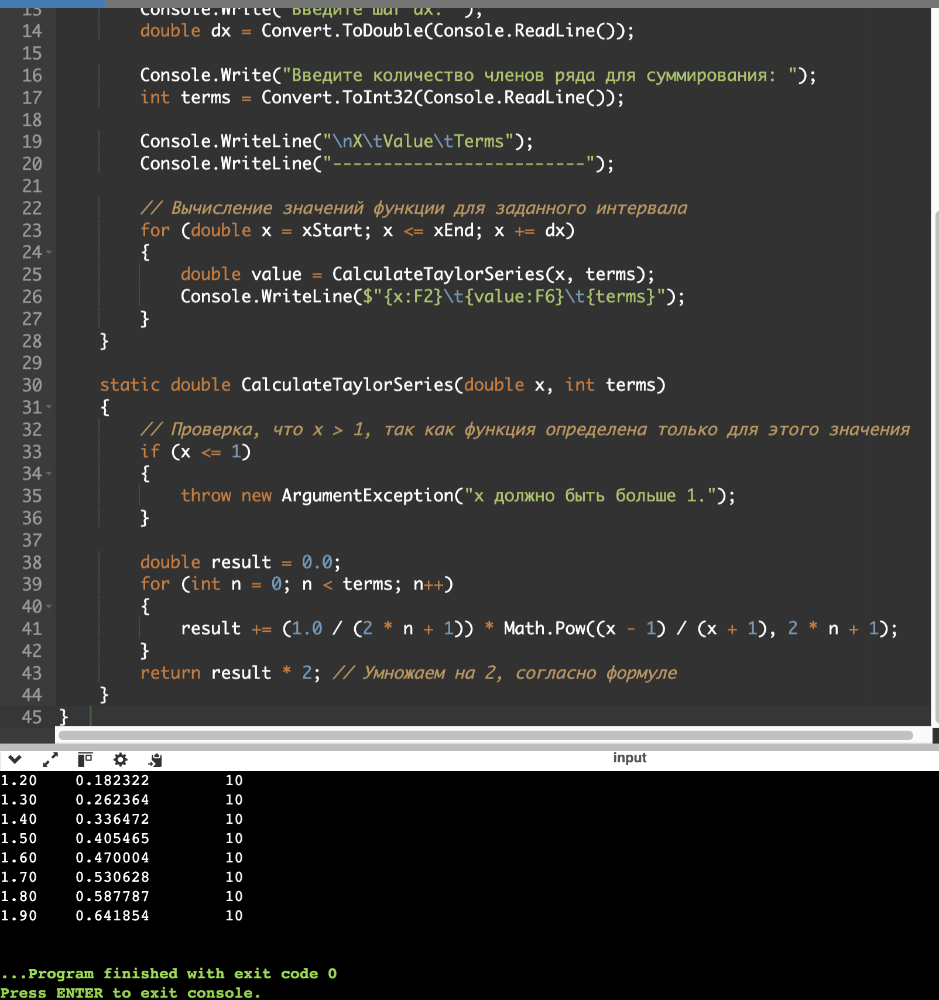 13 Console.Write("Введите шаг dx: ");
14 double dx = Convert.ToDouble(Console.ReadLine());
15
16 Console.Write("Введите количество членов ряда для суммирования: ");
17 int terms = Convert.ToInt32(Console.ReadLine());
18
19 Console.WriteLine("\nX\tValue\tTerms");
20 Console.WriteLine("-------------------------");
21
22 // Вычисление значений функции для заданного интервала
23 for (double x = xStart; x <= xEnd; x += dx)
24 {
25 double value = CalculateTaylorSeries(x, terms);
26 Console.WriteLine($"{x:F2}\t{value:F6}\t{terms}");
27 }
28 }
29
30 static double CalculateTaylorSeries(double x, int terms)
31 {
32 // Проверка, что x > 1, так как функция определена только для этого значения
33 if (x <= 1)
34 {
35 throw new ArgumentException("x должно быть больше 1.");
36 }
37
38 double result = 0.0;
39 for (int n = 0; n < terms; n++)
40 {
41 result += (1.0 / (2 * n + 1)) * Math.Pow((x - 1) / (x + 1), 2 * n + 1);
42 }
43 return result * 2; // Умножаем на 2, согласно формуле
44 }
45 }
input
1.20 0.182322 10
1.30 0.262364 10
1.40 0.336472 10
1.50 0.405465 10
1.60 0.470004 10
1.70 0.530628 10
1.80 0.587787 10
1.90 0.641854 10
...Program finished with exit code 0
Press ENTER to exit console.